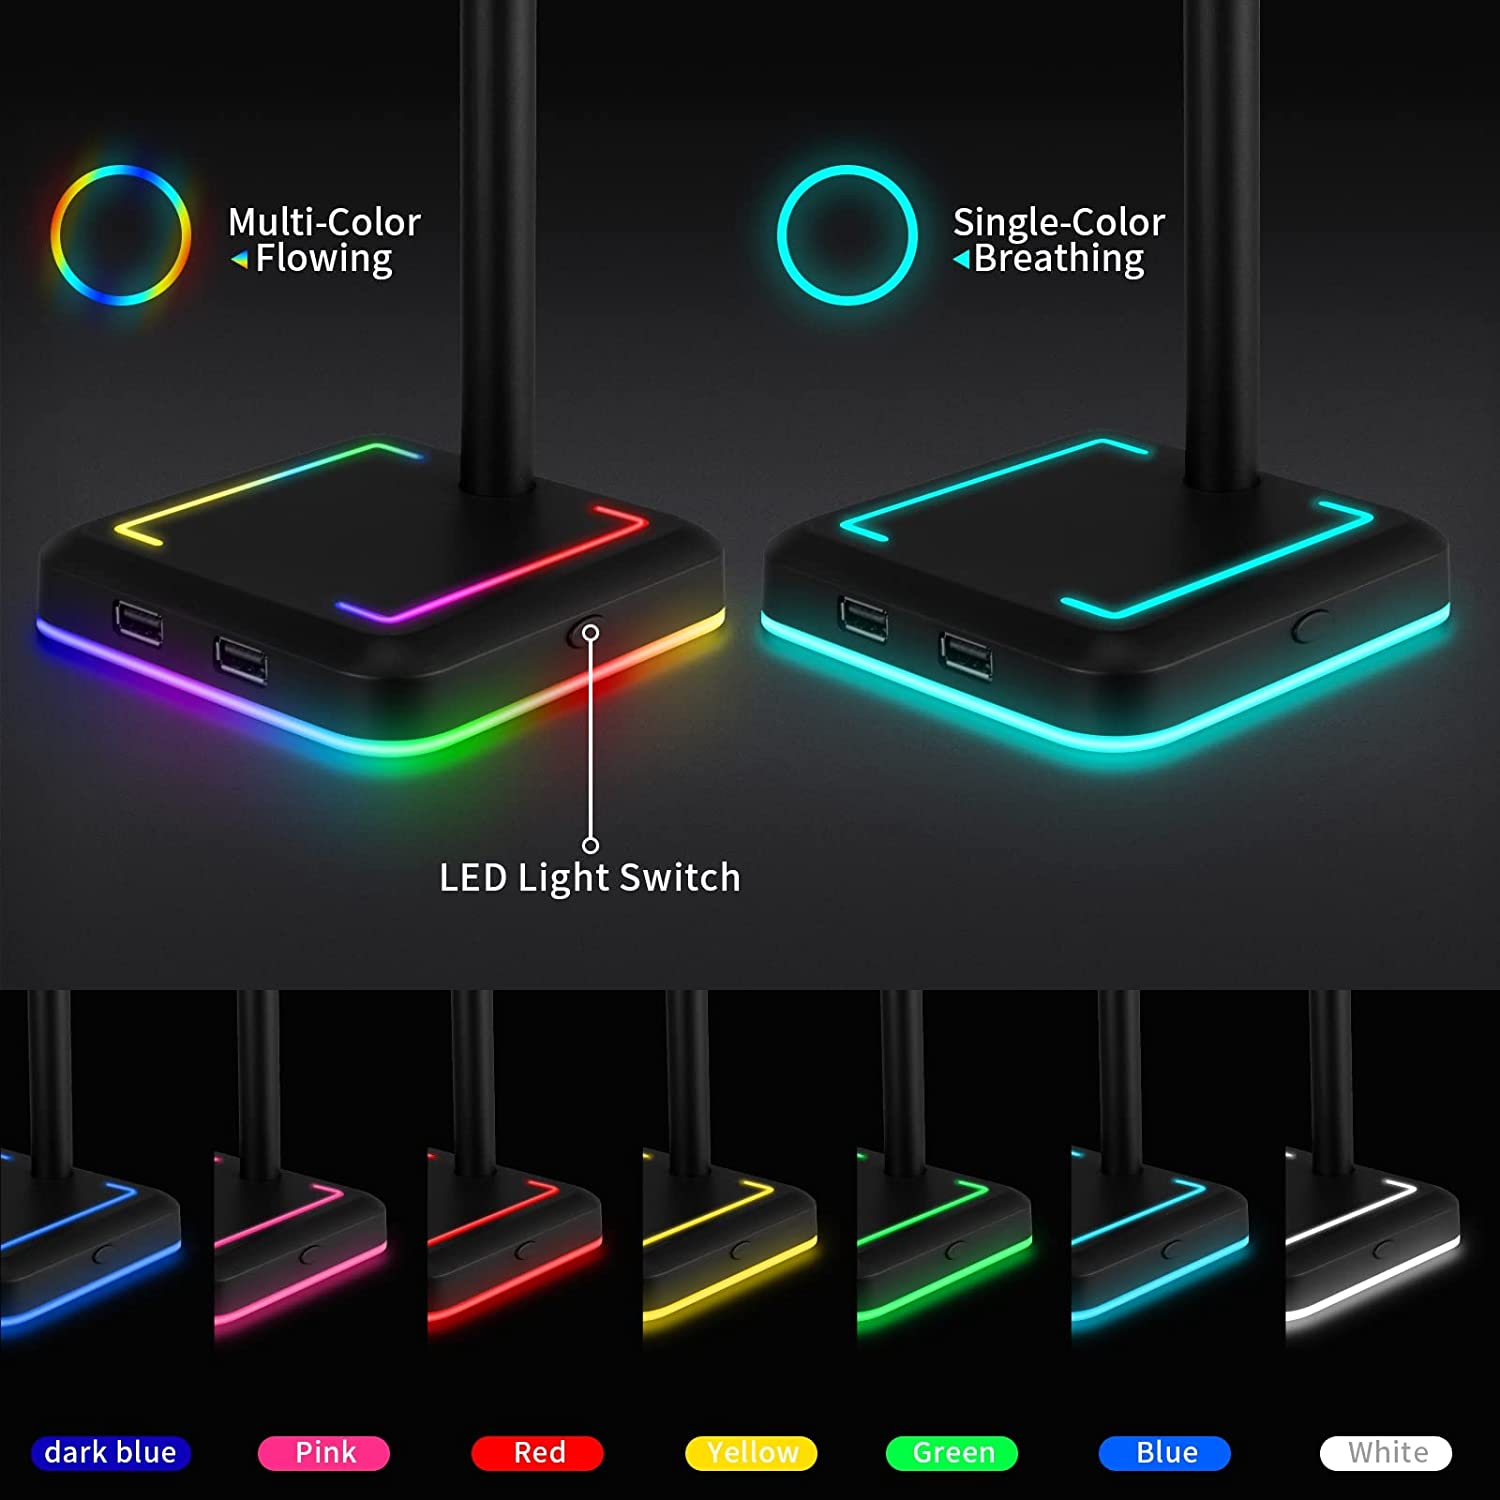 Multi-Color
Flowing
Single-Color
Breathing
LED Light Switch
dark blue
Pink
Red
Yellow
Green
Blue
White